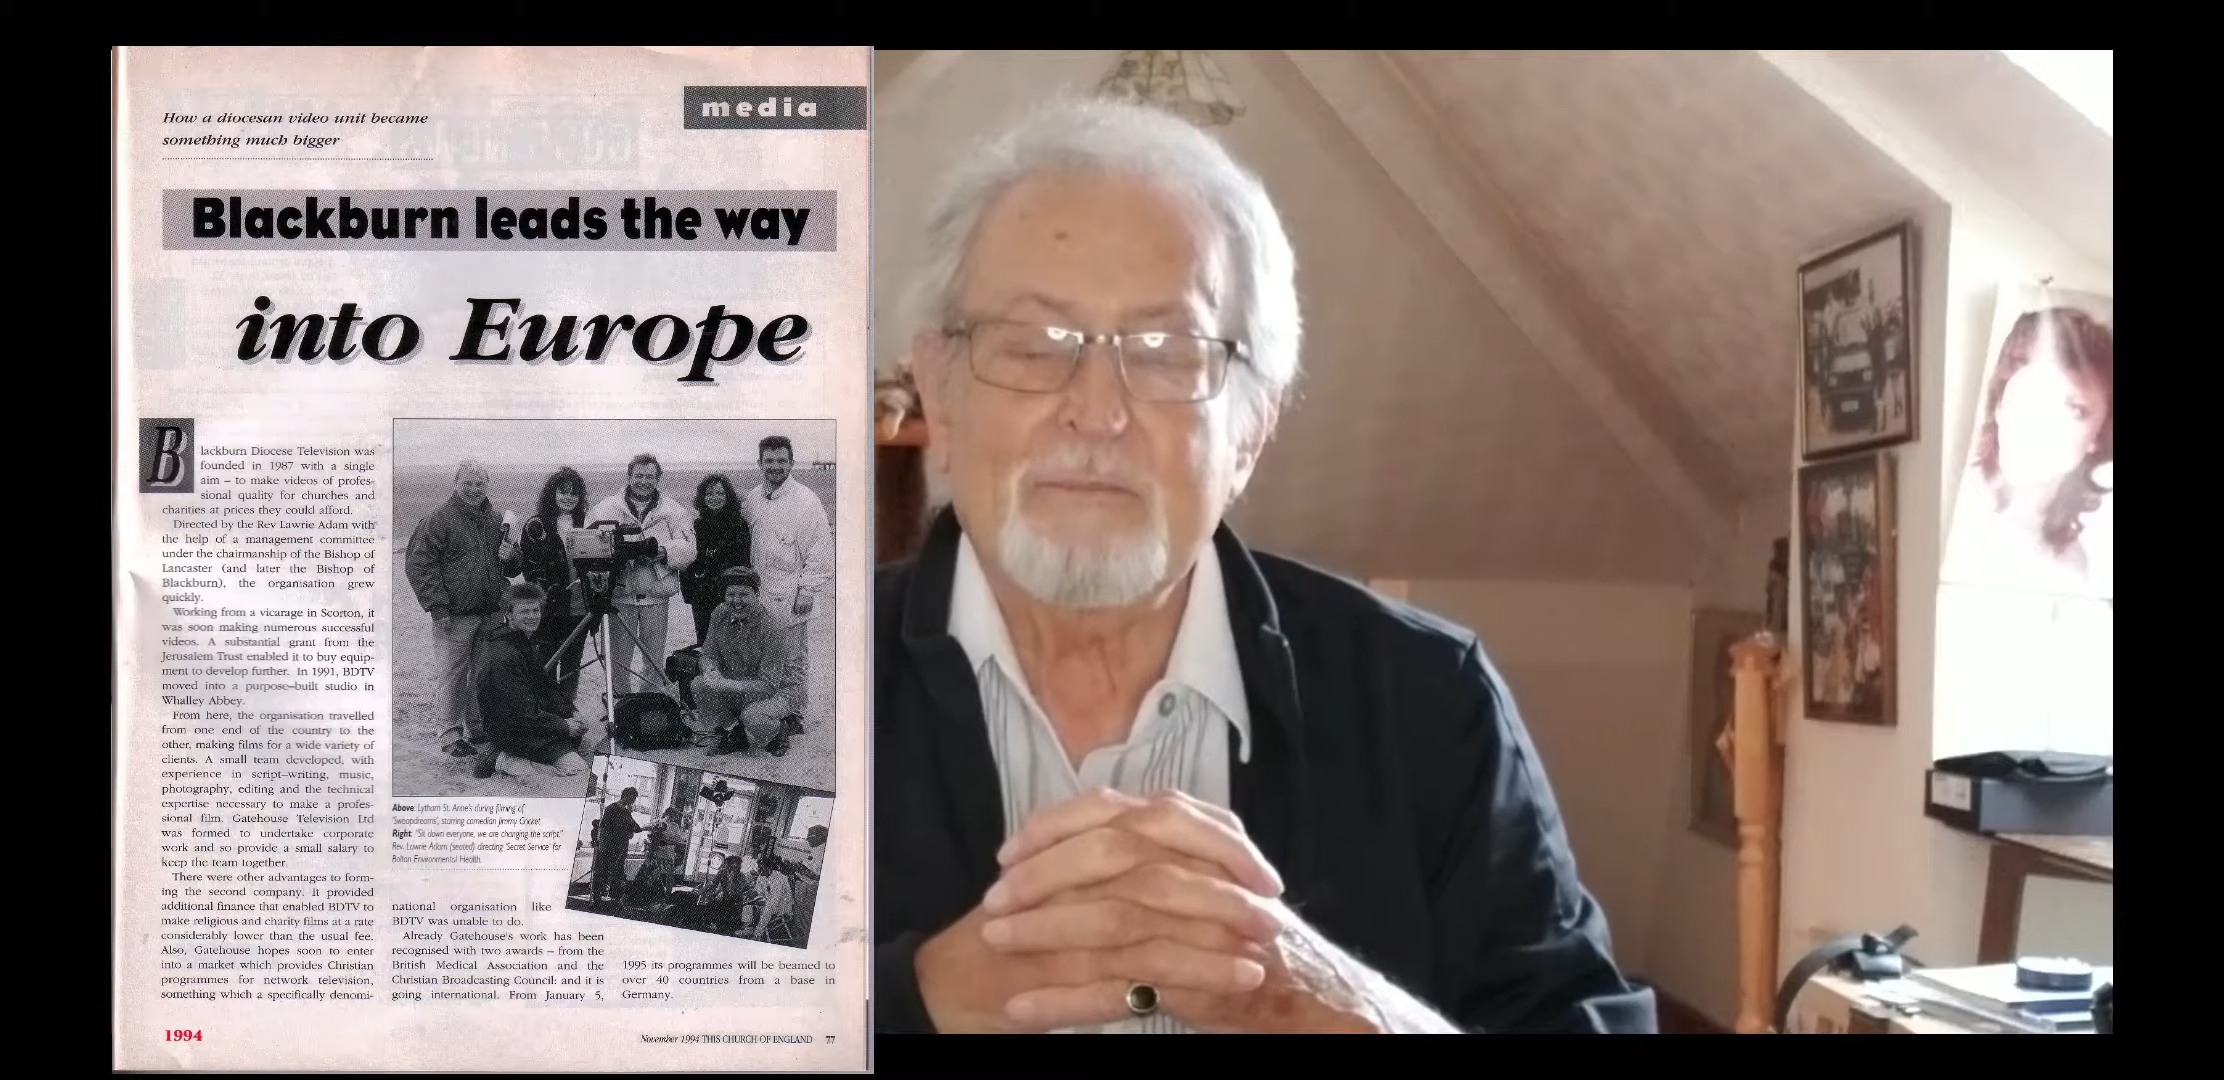 How a diocesan video unit became
something much bigger
media
Blackburn leads the way
into Europe
Blackburn Diocese Television was
founded in 1987 with a single
aim – to make videos of profes-
sional quality for churches and
charities at prices they could afford.
Directed by the Rev Lawrie Adam with
the help of a management committee
under the chairmanship of the Bishop of
Lancaster (and later the Bishop of
Blackburn), the organisation grew
quickly.
Working from a vicarage in Scorton, it
was soon making numerous successful
videos. A substantial grant from the
Jerusalem Trust enabled it to buy equip-
ment to develop further. In 1991, BDTV
moved into a purpose–built studio in
Whalley Abbey.
From here, the organisation travelled
from one end of the country to the
other, making films for a wide variety of
clients. A small team developed, with
experience in script–writing, music,
photography, editing and the technical
expertise necessary to make a profes-
sional film. Gatehouse Television Ltd
was formed to undertake corporate
work and so provide a small salary to
keep the team together.
There were other advantages to form-
ing the second company. It provided
additional finance that enabled BDTV to
make religious and charity films at a rate
considerably lower than the usual fee.
Also, Gatehouse hopes soon to enter
into a market which provides Christian
programmes for network television,
something which a specifically denomi-
Above: Lytham St. Anne's during filming of
'Swapdreams', starring comedian Jimmy Cricket.
Right: "Sit down everyone, we are changing the script."
Rev. Lawrie Adam (seated) directing 'Secret Service' for
Bolton Environmental Health.
national organisation like
BDTV was unable to do.
Already Gatehouse's work has been
recognised with two awards – from the
British Medical Association and the
Christian Broadcasting Council: and it is
going international. From January 5,
1995 its programmes will be beamed to
over 40 countries from a base in
Germany.
1994
November 1994 THIS CHURCH OF ENGLAND 77